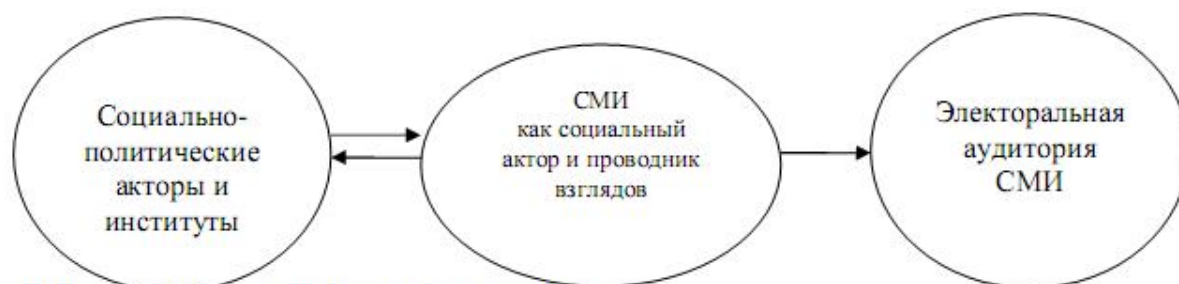 Социально-
политические
акторы и
институты
СМИ
как социальный
актор и проводник
взглядов
Электоральная
аудитория
СМИ